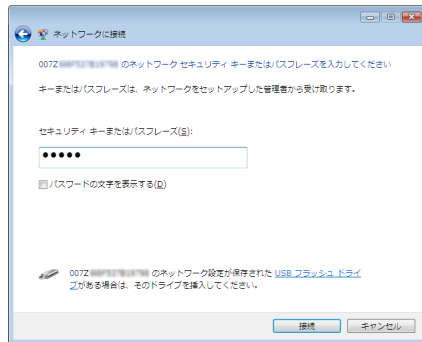 ネットワークに接続
007Z のネットワーク セキュリティ キーまたはパスフレーズを入力してください
キーまたはパスフレーズは、ネットワークをセットアップした管理者から受け取ります。
セキュリティ キーまたはパスフレーズ(S):
●●●●●
パスワードの文字を表示する(D)
007Z のネットワーク設定が保存された USB フラッシュ ドライ
ブがある場合は、そのドライブを挿入してください。
接続
キャンセル